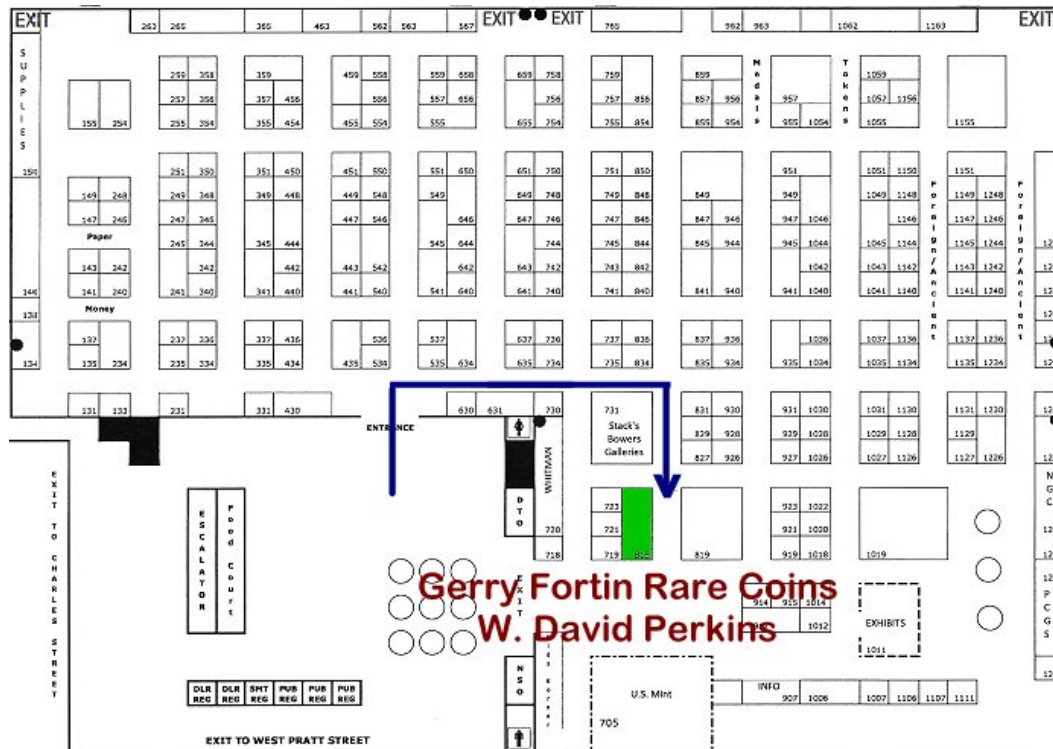 EXIT EXIT EXIT EXIT
263 265 365 463 562 563 567 765 962 963 1062 1163
SUPPLIES
259 358 359 459 558 559 658 659 758 759 859 Medals Tokens 1059
257 356 357 456 556 557 656 756 757 856 857 956 957 1057 1156
155 254 255 354 355 454 455 554 555 655 754 755 854 855 954 955 1054 1055 1155
150 251 350 351 450 451 550 551 650 651 750 751 850 951 1051 1150 1151
149 248 249 348 349 448 449 548 549 649 748 749 848 849 949 1049 1148 1149 1248
147 246 247 346 447 546 646 647 746 747 846 847 946 947 1046 1146 1147 1246
Foreign/Ancient Foreign/Ancient
Paper
245 344 345 444 545 644 744 745 844 845 944 945 1044 1045 1144 1145 1244
143 242 342 442 443 542 642 643 742 743 842 1042 1043 1142 1143 1242
140 141 240 241 340 341 440 441 540 541 640 641 740 741 840 841 940 941 1040 1041 1140 1141 1240
Money
138
137 237 336 337 436 536 537 637 736 737 836 837 936 1036 1037 1136 1137 1236
134 135 234 235 334 335 434 435 534 535 634 635 734 735 834 835 934 935 1034 1035 1134 1135 1234
131 133 231 331 430 630 631 730 731 831 930 931 1030 1031 1130 1131 1230
ENTRANCE
Stack's
Bowers
Galleries
829 928 929 1028 1029 1128 1129
827 926 927 1026 1027 1126 1127 1226
WHITMAN
EXIT TO CHARLES STREET
ESCALATOR
Food Court
DTO
NGC
723 923 1022
720 721 921 1020
718 719 819 919 1018 1019
EXIT
PCGS
Gerry Fortin Rare Coins
914 915 1014
W. David Perkins
1012
EXHIBITS
1011
NSO
DLR REG DLR REG SMT REG PUB REG PUB REG PUB REG
U.S. Mint
705
INFO
907 1006 1007 1106 1107 1111
EXIT TO WEST PRATT STREET